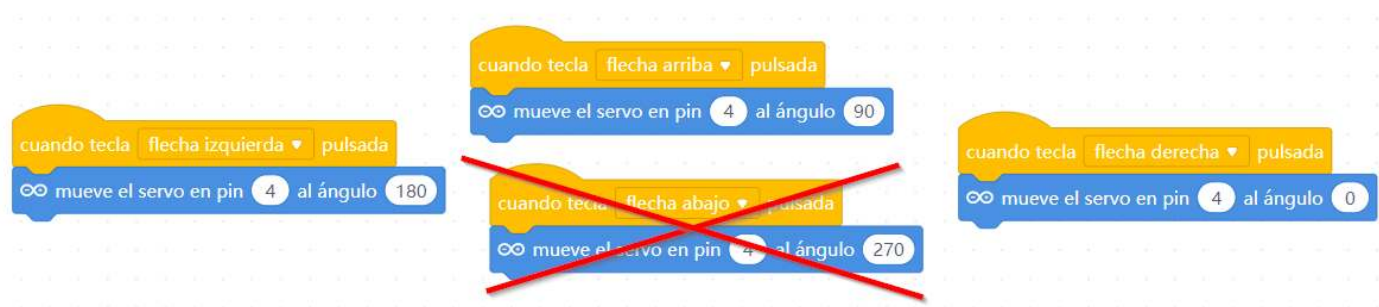 cuando tecla flecha izquierda pulsada
mueve el servo en pin 4 al ángulo 180
cuando tecla flecha arriba pulsada
mueve el servo en pin 4 al ángulo 90
cuando tecla flecha abajo pulsada
mueve el servo en pin 4 al ángulo 270
cuando tecla flecha derecha pulsada
mueve el servo en pin 4 al ángulo 0